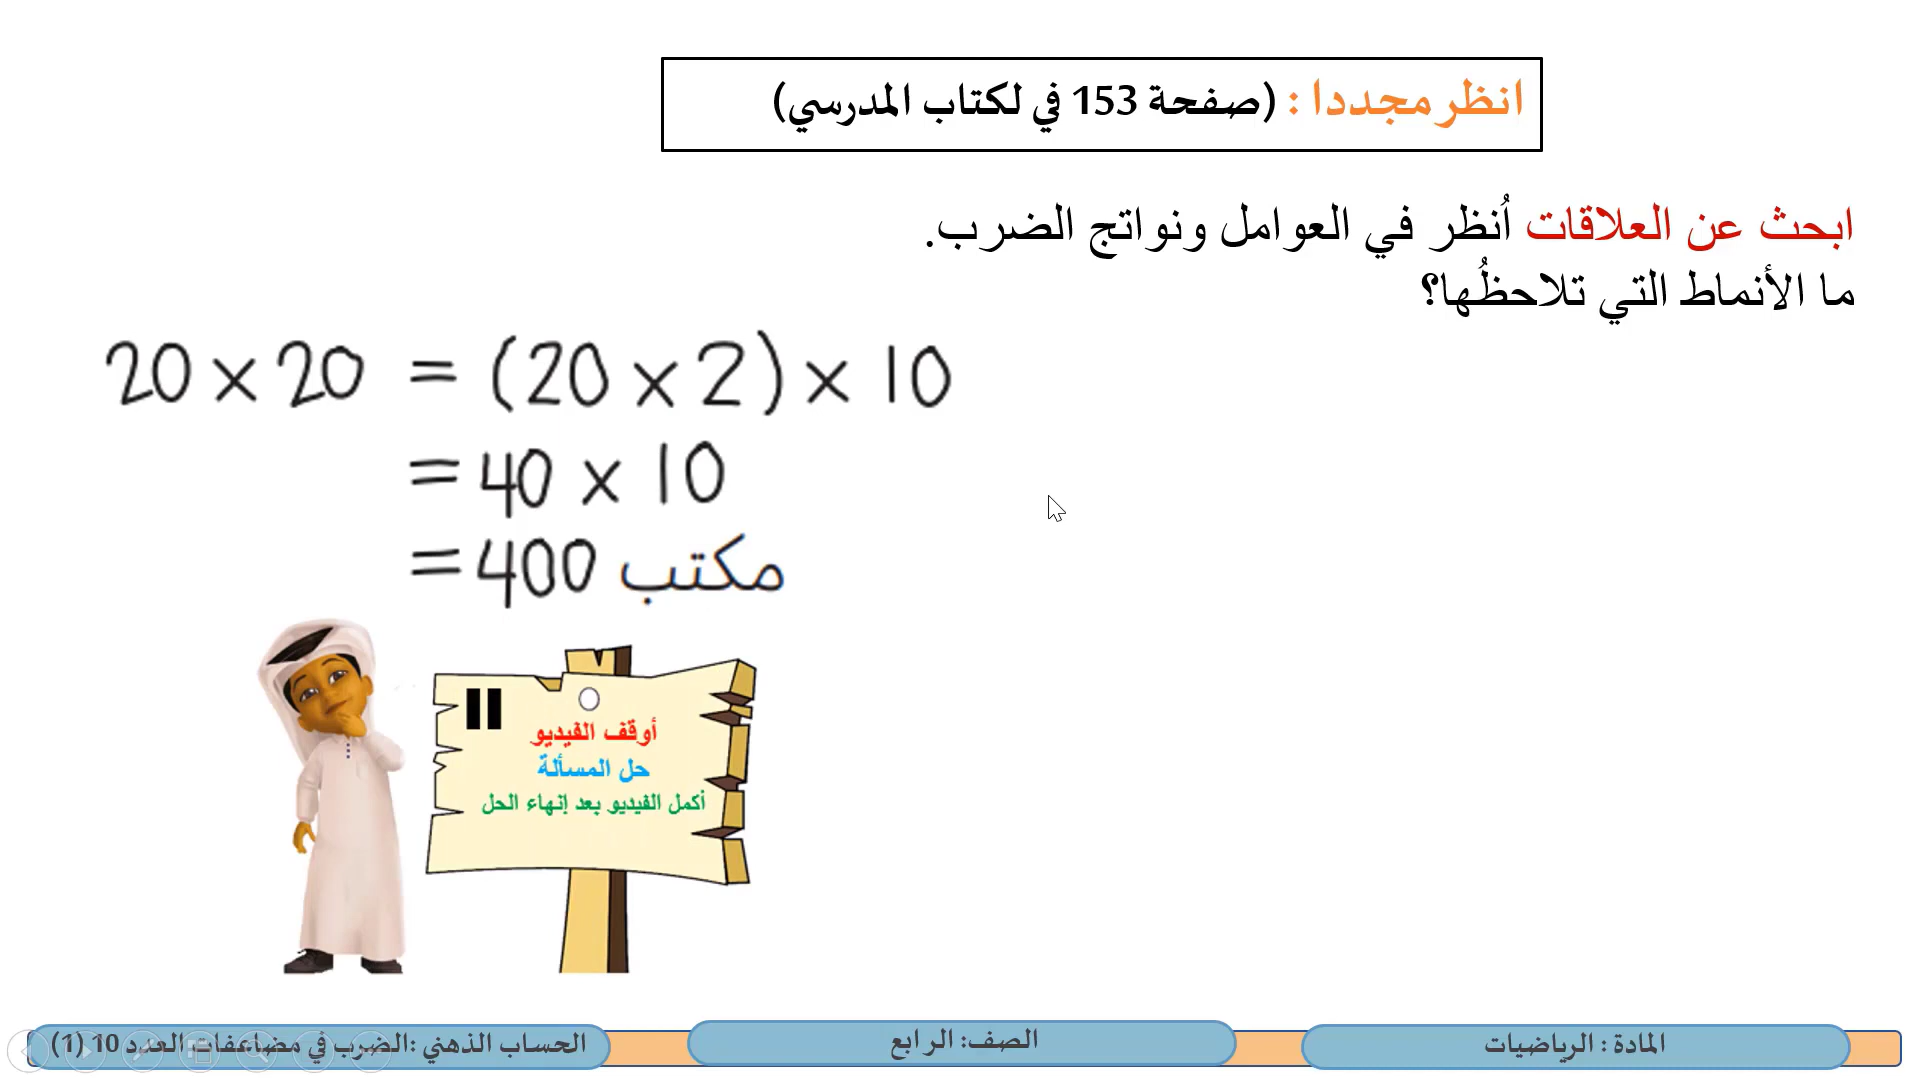 انظر مجددا : (صفحة 153 في لكتاب المدرسي)
ابحث عن العلاقات اُنظر في العوامل ونواتج الضرب.
ما الأنماط التي تلاحظُها؟
20 x 20 = (20 x 2) x 10
= 40 x 10
= 400 مكتب
أوقف الفيديو
حل المسألة
أكمل الفيديو بعد إنهاء الحل
المادة : الرياضيات
الصف: الرابع
الحساب الذهني :الضرب في مضاعفات العدد 10 (1)